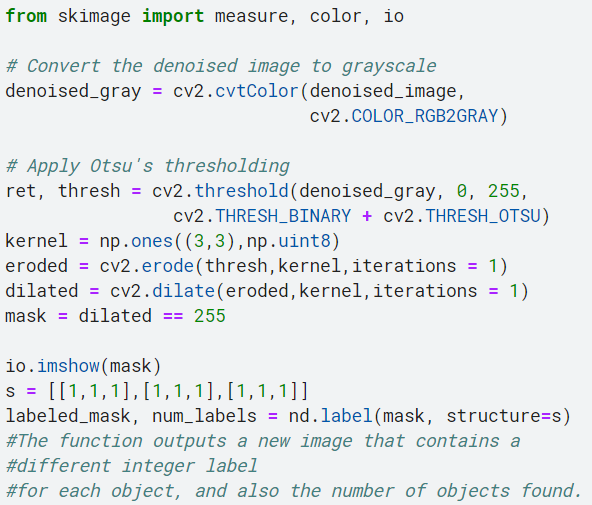 from skimage import measure, color, io

# Convert the denoised image to grayscale
denoised_gray = cv2.cvtColor(denoised_image,
                             cv2.COLOR_RGB2GRAY)

# Apply Otsu's thresholding
ret, thresh = cv2.threshold(denoised_gray, 0, 255,
                cv2.THRESH_BINARY + cv2.THRESH_OTSU)
kernel = np.ones((3,3),np.uint8)
eroded = cv2.erode(thresh,kernel,iterations = 1)
dilated = cv2.dilate(eroded,kernel,iterations = 1)
mask = dilated == 255

io.imshow(mask)
s = [[1,1,1],[1,1,1],[1,1,1]]
labeled_mask, num_labels = nd.label(mask, structure=s)
#The function outputs a new image that contains a
#different integer label
#for each object, and also the number of objects found.